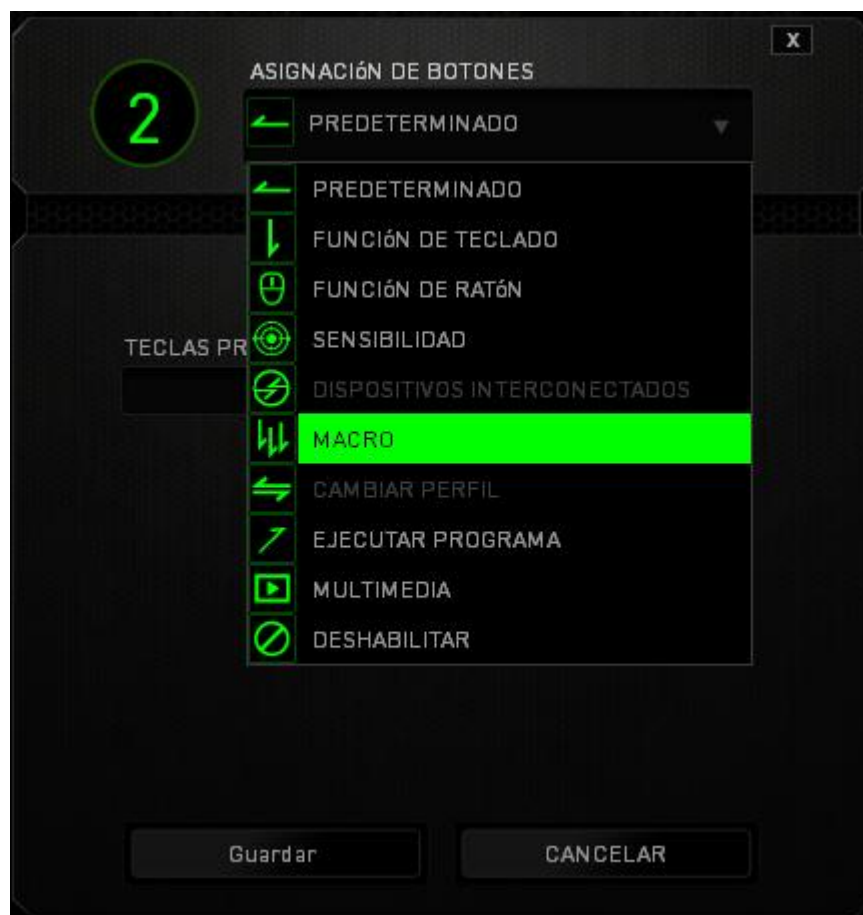 X
ASIGNACIóN DE BOTONES
2
PREDETERMINADO
PREDETERMINADO
FUNCIóN DE TECLADO
FUNCIóN DE RATóN
SENSIBILIDAD
TECLAS PR
DISPOSITIVOS INTERCONECTADOS
MACRO
CAMBIAR PERFIL
EJECUTAR PROGRAMA
MULTIMEDIA
DESHABILITAR
Guardar CANCELAR